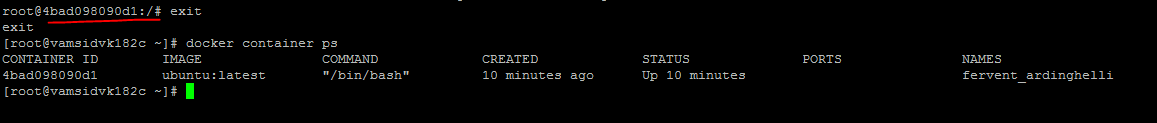 root@4bad098090d1:/# exit
exit
[root@vamsidvk182c ~]# docker container ps
CONTAINER ID        IMAGE               COMMAND             CREATED             STATUS              PORTS               NAMES
4bad098090d1        ubuntu:latest       "/bin/bash"         10 minutes ago      Up 10 minutes                           fervent_ardinghelli
[root@vamsidvk182c ~]#